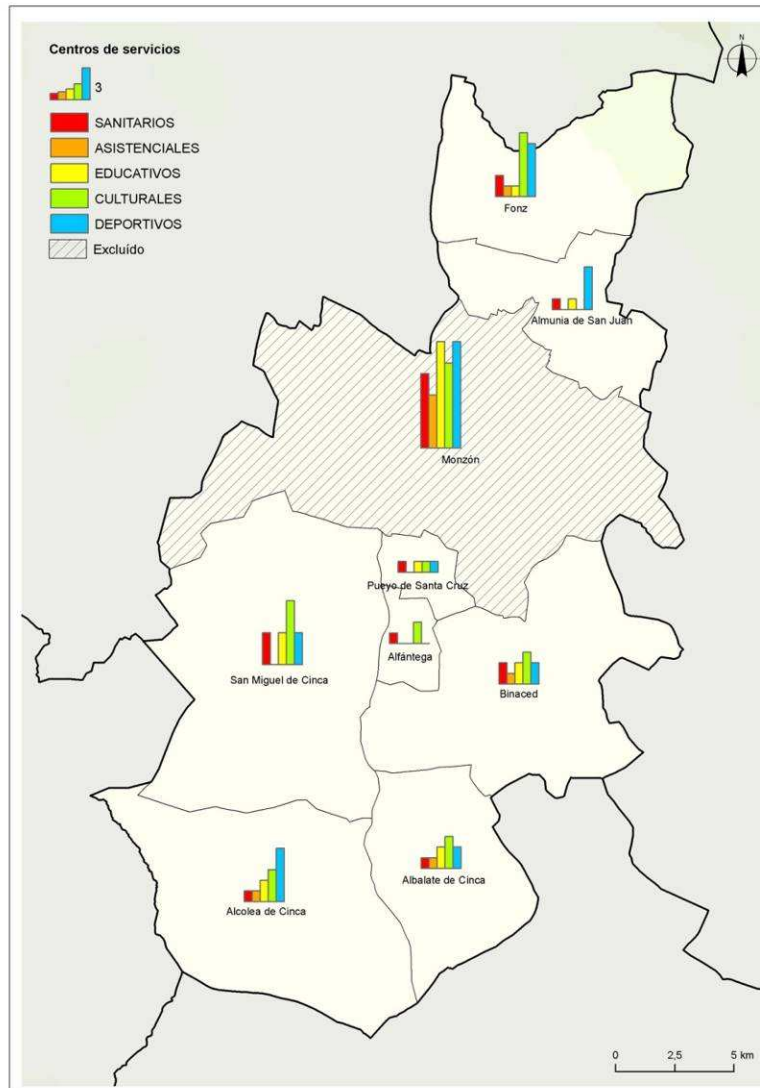 Centros de servicios
N
3
SANITARIOS
ASISTENCIALES
EDUCATIVOS
CULTURALES
DEPORTIVOS
Excluído
Fonz
Almunia de San Juan
Monzón
Pueyo de Santa Cruz
Alfántega
San Miguel de Cinca
Binaced
Albalate de Cinca
Alcolea de Cinca
0 2,5 5 km